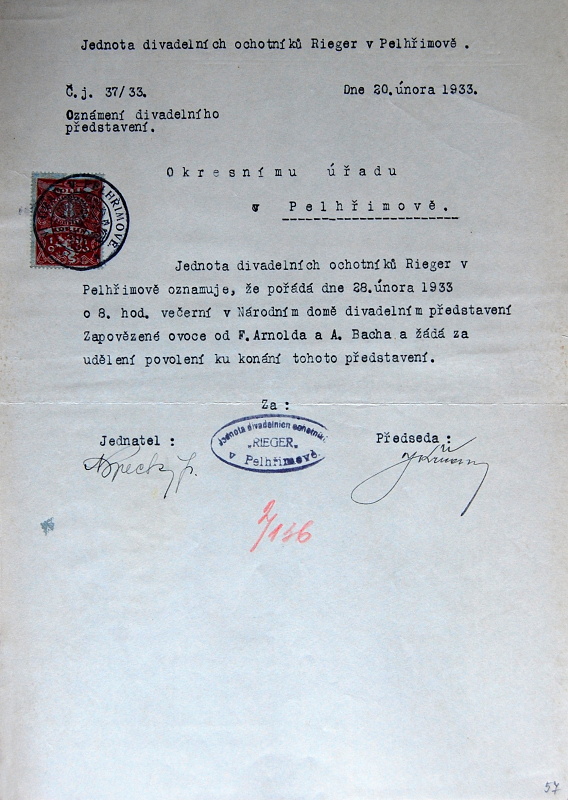 Jednota divadelních ochotníků Rieger v Pelhřimově .
Č.j. 37/33.
Dne 20.února 1933.
Oznámení divadelního
představení.
Okresnímu úřadu
v Pelhřimově.
Jednota divadelních ochotníků Rieger v
Pelhřimově oznamuje, že pořádá dne 28.února 1933
o 8. hod. večerní v Národním domě divadelním představení
Zapovězené ovoce od F.Arnolda a A. Bacha a žádá za
udělení povolení ku konání tohoto představení.
Za :
Jednatel :
Předseda :
Jednota divadelních ochotníků
„RIEGER"
v Pelhřimově.
2/146
57